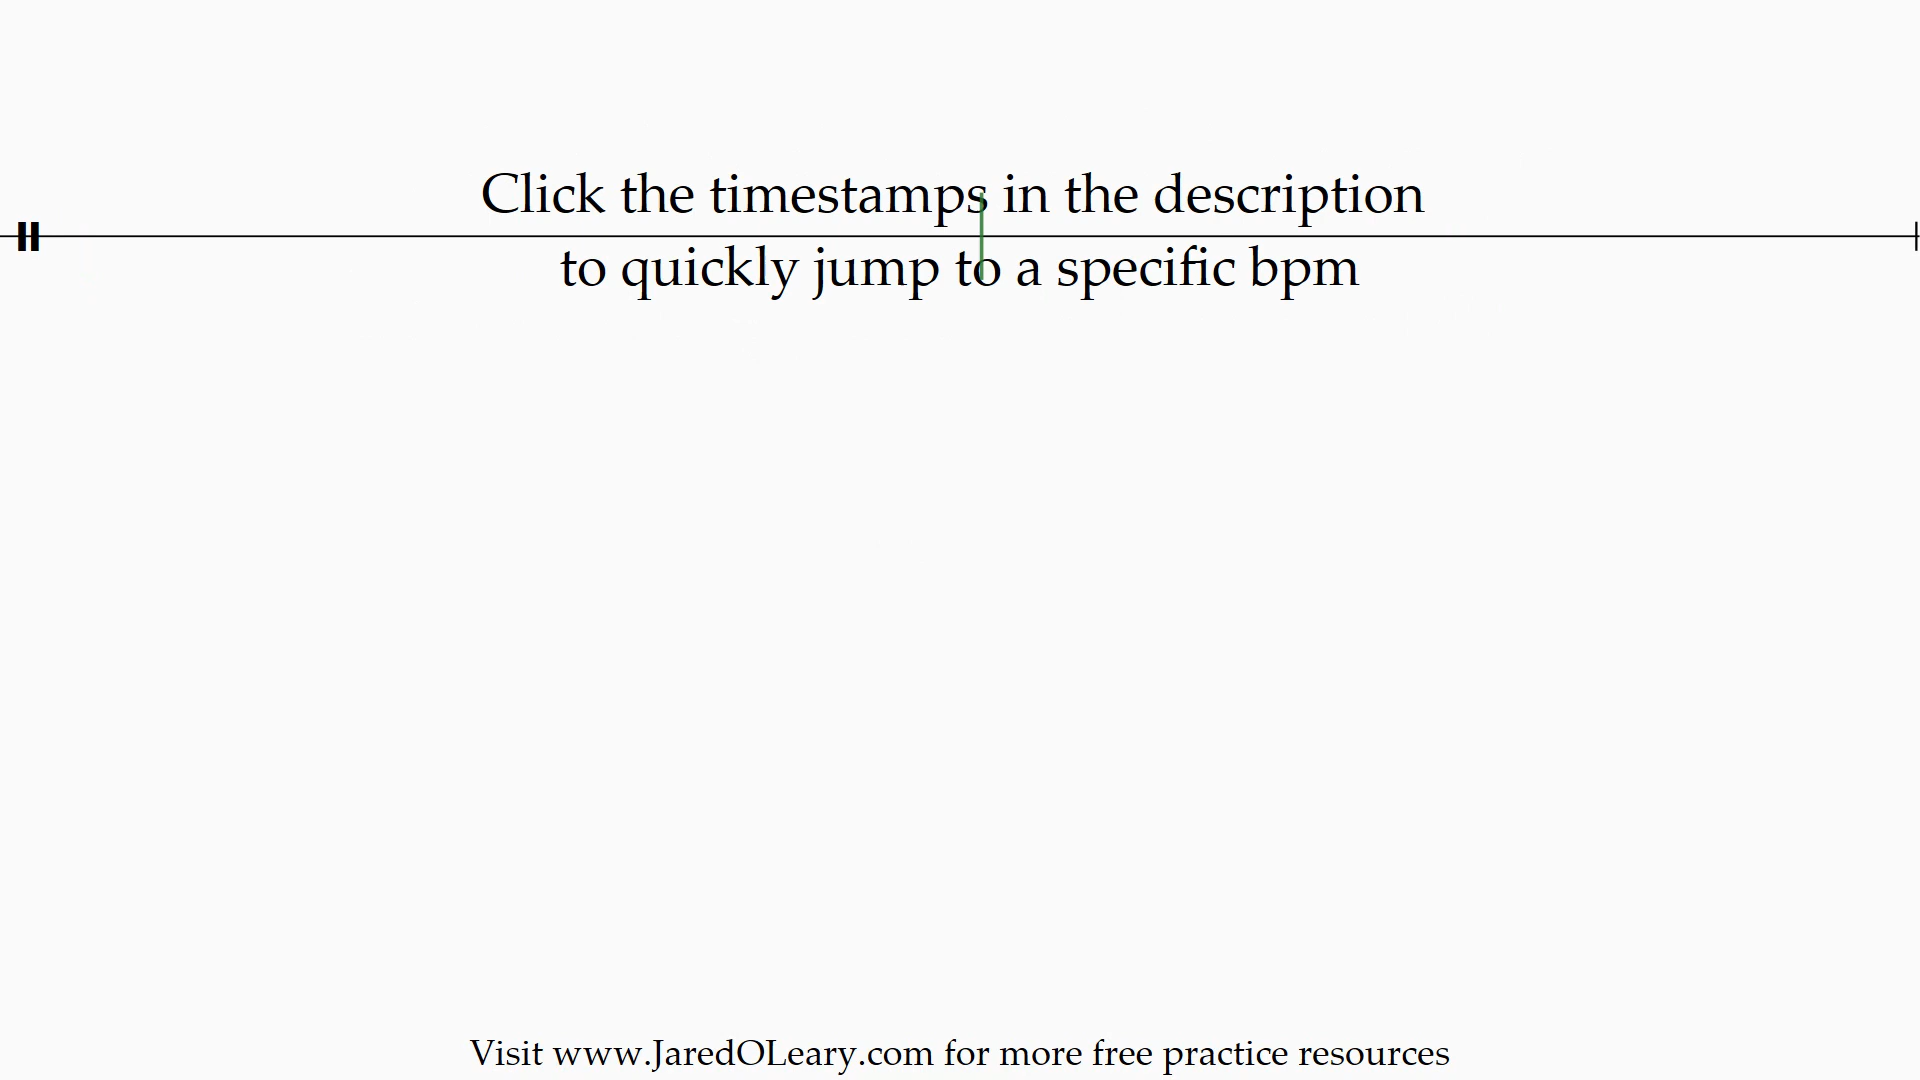 Click the timestamps in the description
to quickly jump to a specific bpm
Visit www.JaredOLeary.com for more free practice resources